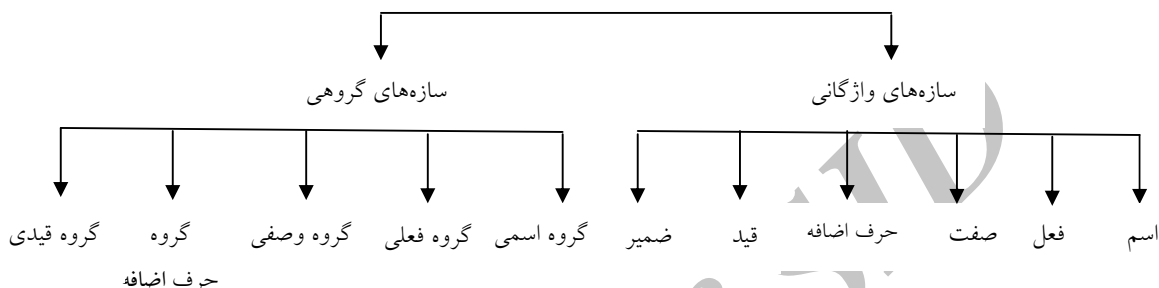 سازه‌های واژگانی سازه‌های گروهی
اسم فعل صفت حرف اضافه قید ضمیر گروه اسمی گروه فعلی گروه وصفی گروه گروه قیدی
حرف اضافه